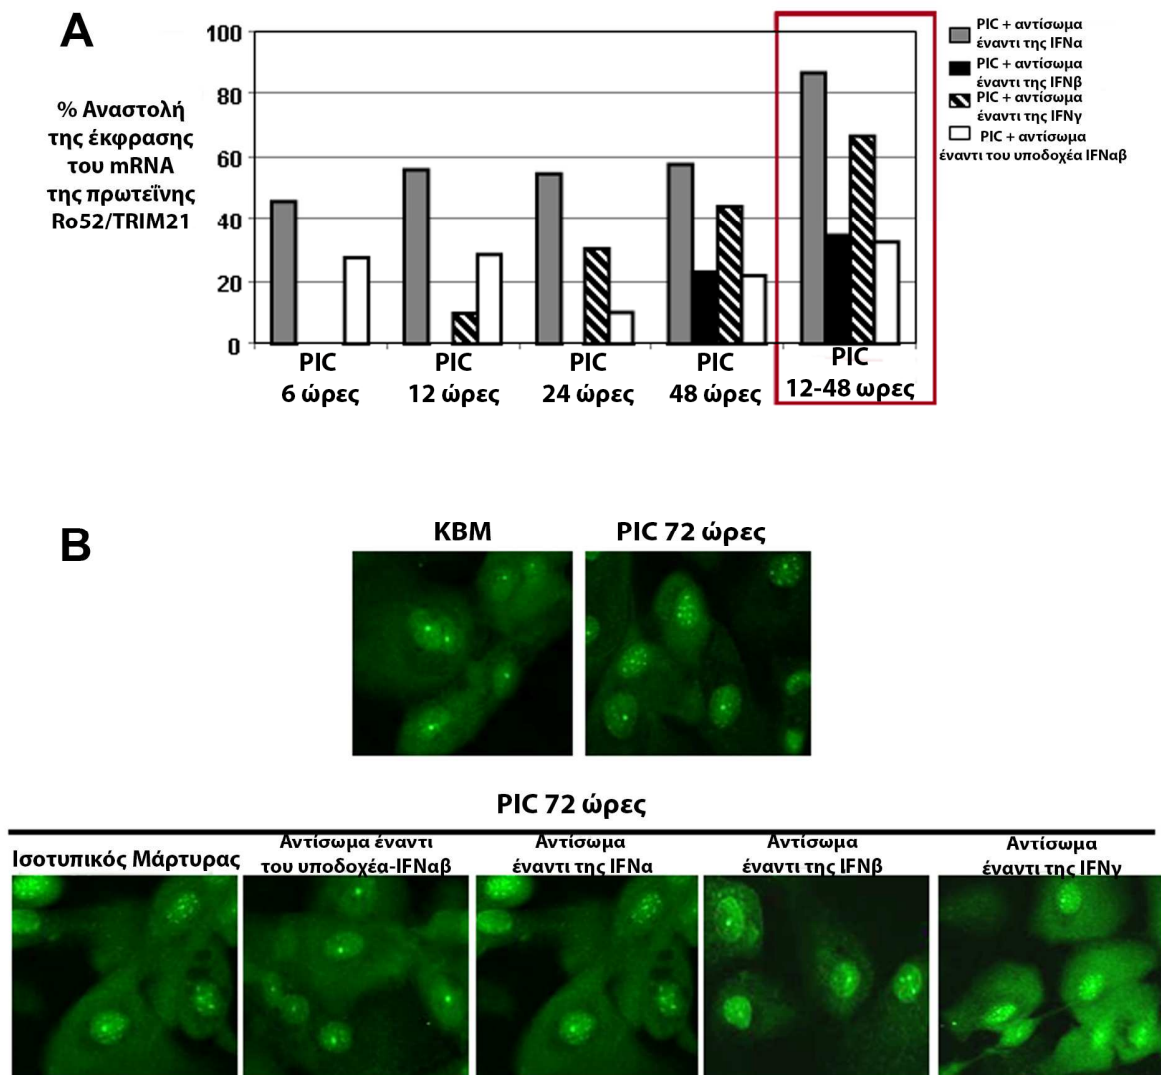 A
% Αναστολή
της έκφρασης
του mRNA
της πρωτεΐνης
Ro52/TRIM21
100
80
60
40
20
0
PIC
6 ώρες
PIC
12 ώρες
PIC
24 ώρες
PIC
48 ώρες
PIC
12-48 ωρες
PIC + αντίσωμα
έναντι της IFNα
PIC + αντίσωμα
έναντι της IFNβ
PIC + αντίσωμα
έναντι της IFNγ
PIC + αντίσωμα
έναντι του υποδοχέα IFNαβ
B
KBM
PIC 72 ώρες
PIC 72 ώρες
Ισοτυπικός Μάρτυρας
Αντίσωμα έναντι
του υποδοχέα-IFNαβ
Αντίσωμα
έναντι της IFNα
Αντίσωμα
έναντι της IFNβ
Αντίσωμα
έναντι της IFNγ